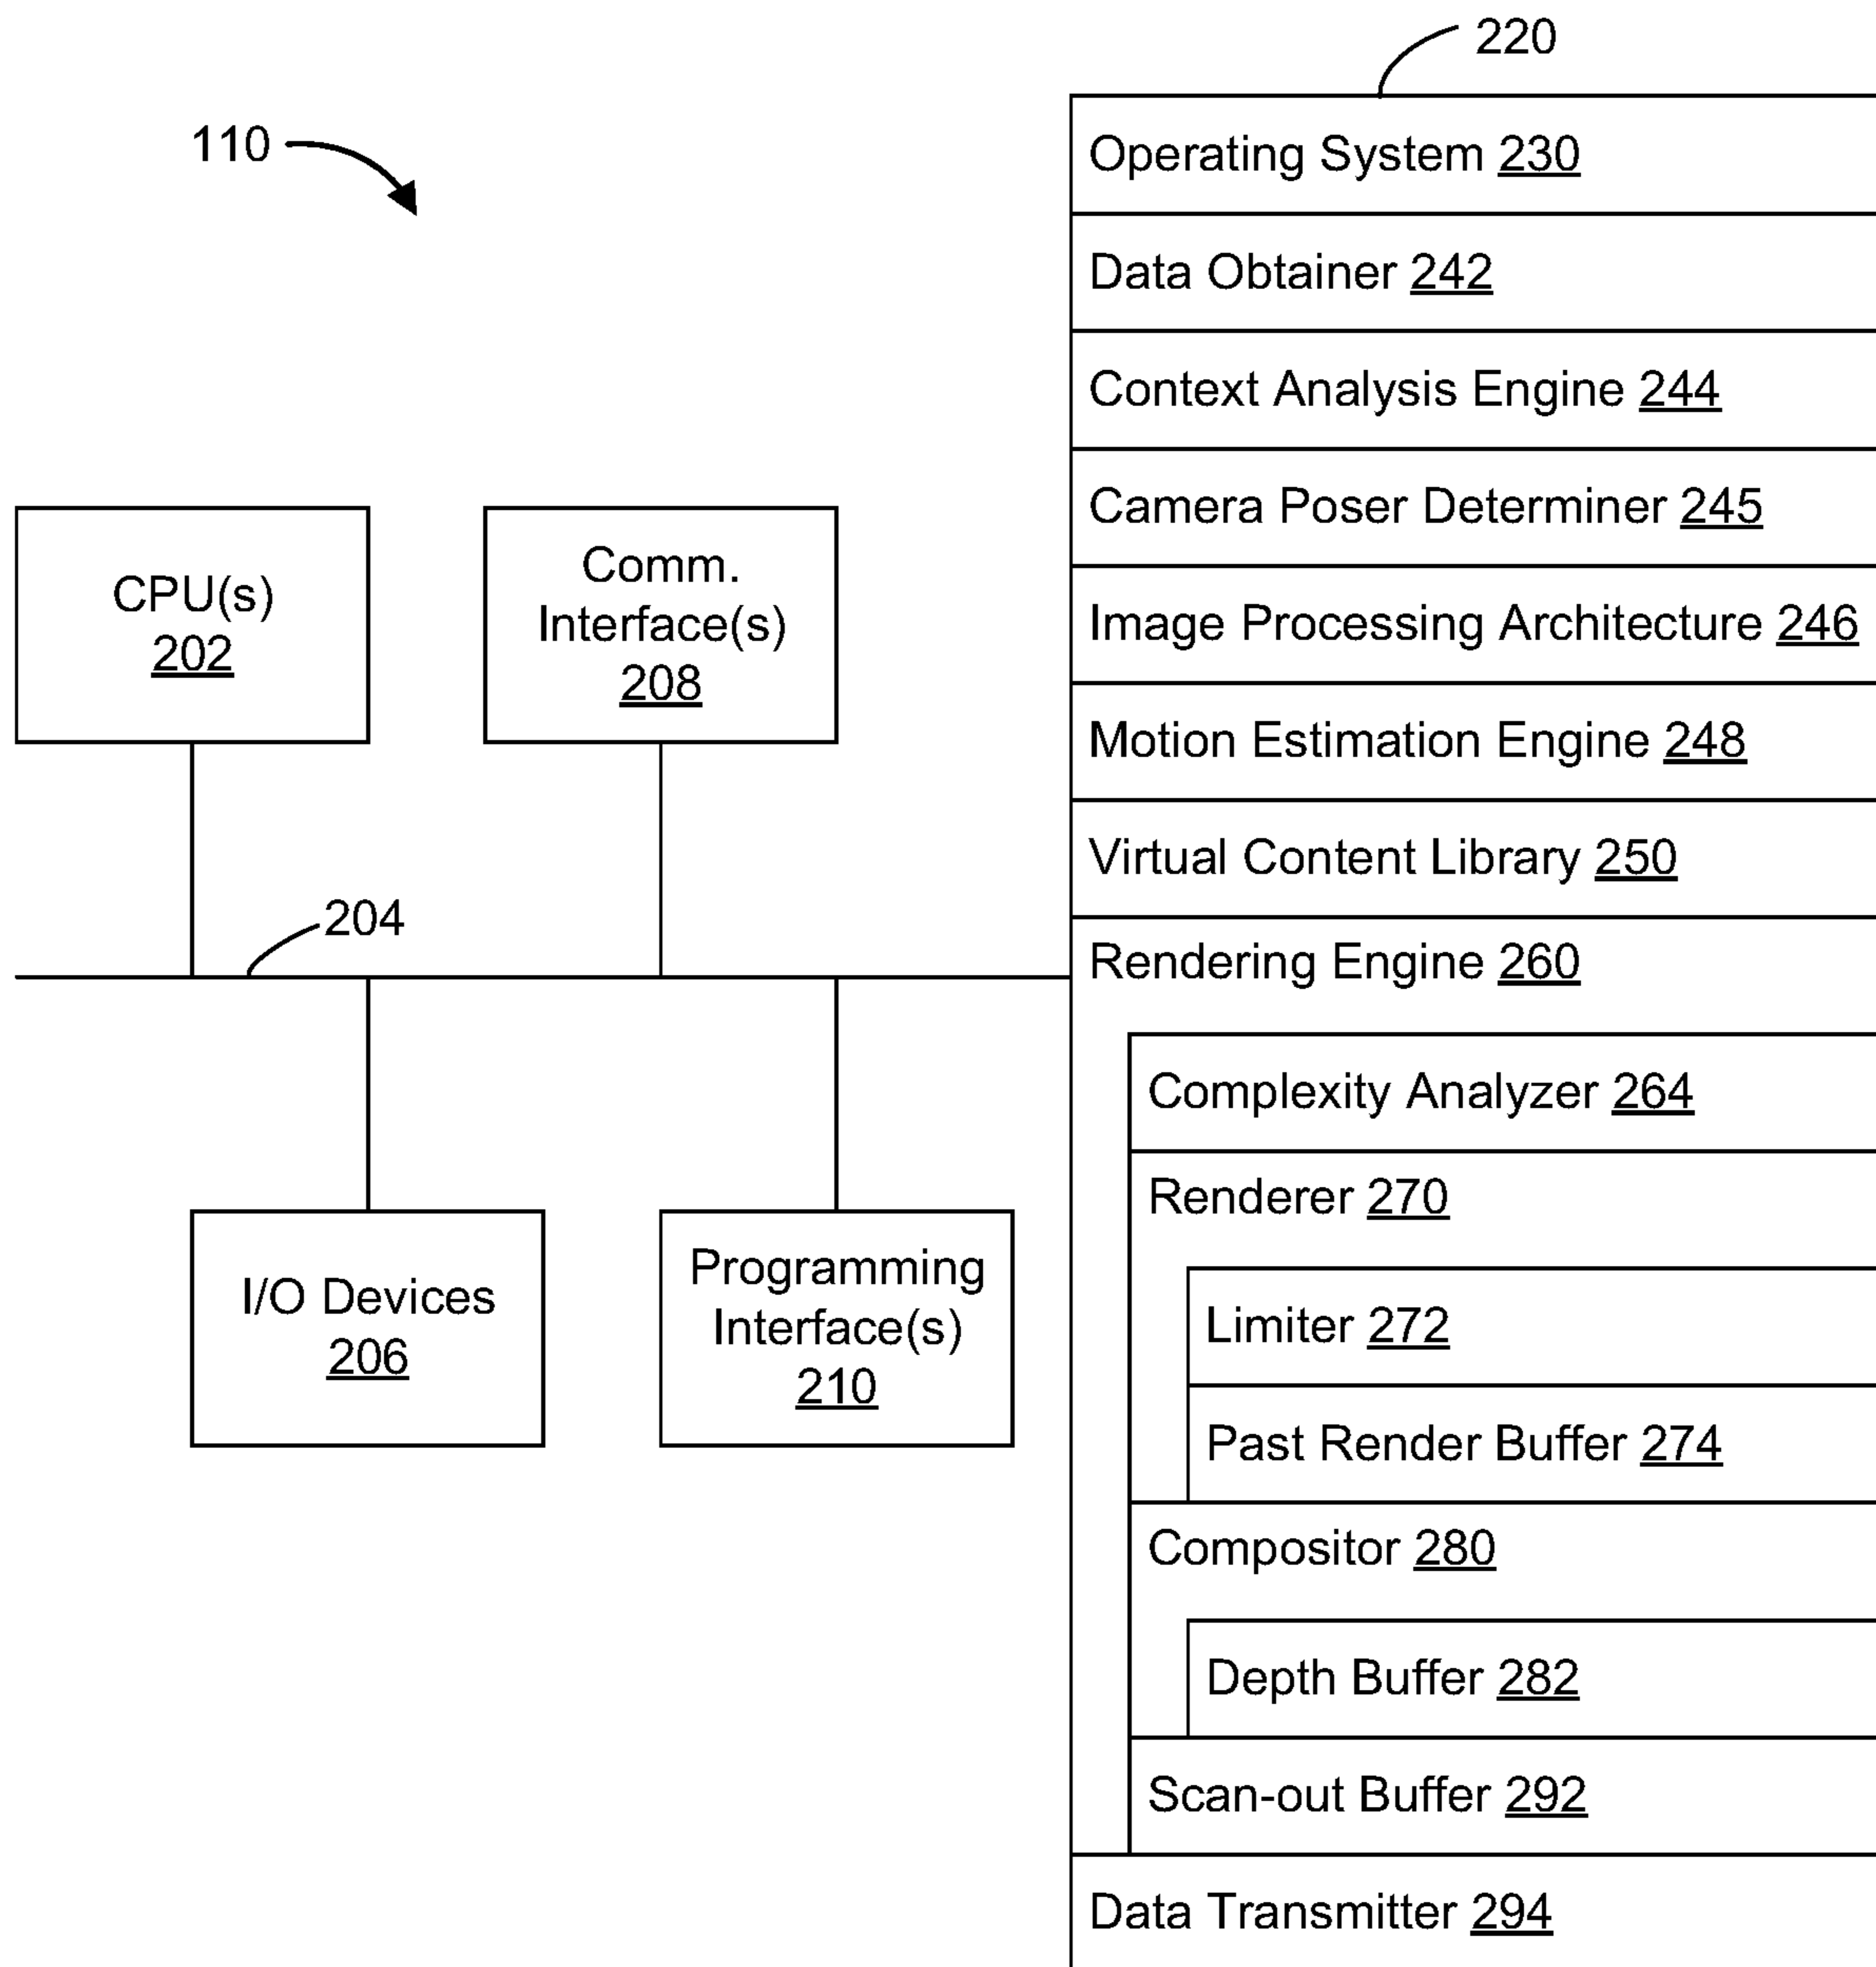 220
110
Operating System 230
Data Obtainer 242
Context Analysis Engine 244
Camera Poser Determiner 245
Image Processing Architecture 246
Motion Estimation Engine 248
Virtual Content Library 250
Rendering Engine 260
Complexity Analyzer 264
Renderer 270
Limiter 272
Past Render Buffer 274
Compositor 280
Depth Buffer 282
Scan-out Buffer 292
Data Transmitter 294
CPU(s)
202
Comm.
Interface(s)
208
204
I/O Devices
206
Programming
Interface(s)
210